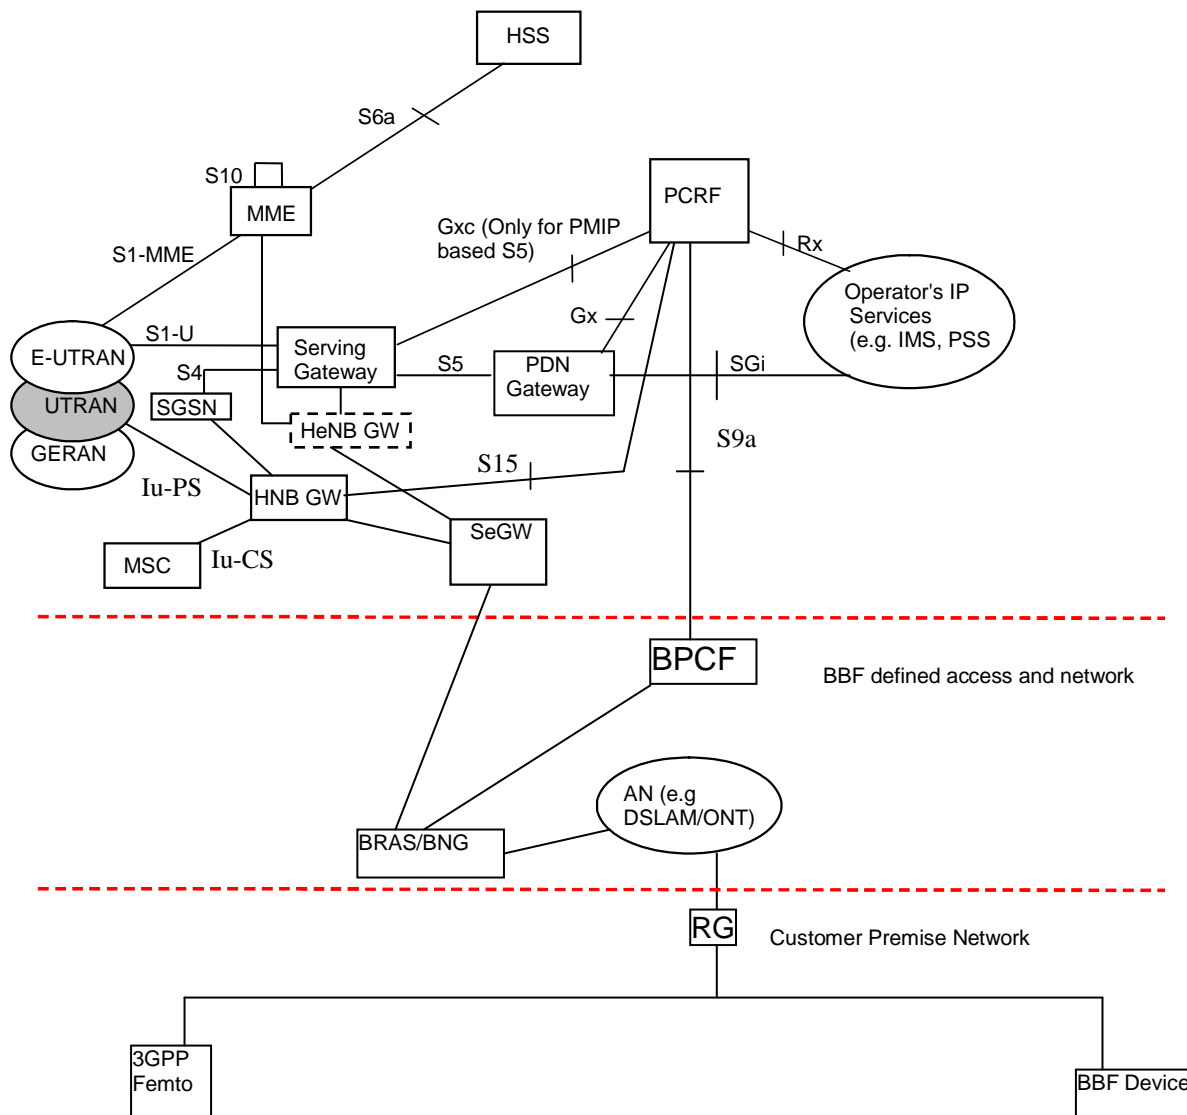 HSS
S6a
S10
MME
PCRF
Gxc (Only for PMIP
based S5)
Rx
S1-MME
Operator's IP
Services
(e.g. IMS, PSS
Gx
S1-U
E-UTRAN
Serving
Gateway
S5
PDN
Gateway
SGi
S4
UTRAN
SGSN
HeNB GW
S9a
GERAN
S15
Iu-PS
HNB GW
SeGW
MSC
Iu-CS
BPCF
BBF defined access and network
AN (e.g
DSLAM/ONT)
BRAS/BNG
RG
Customer Premise Network
3GPP
Femto
BBF Device